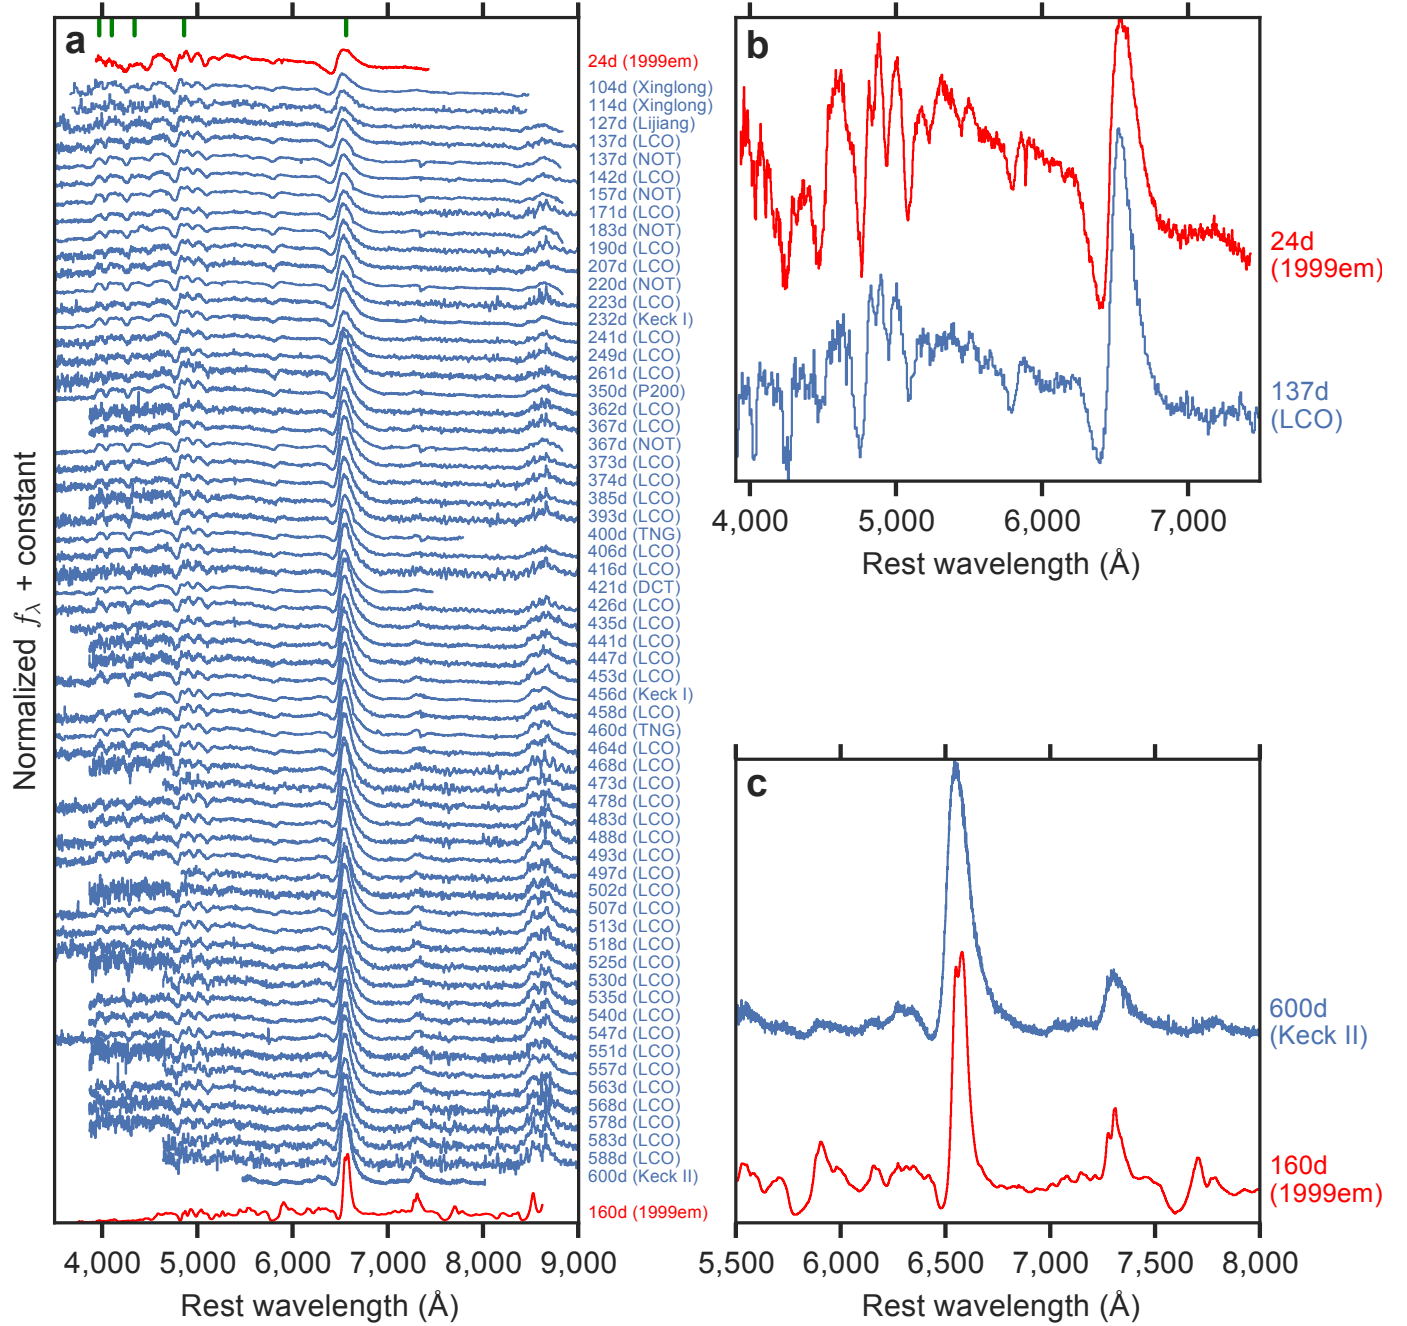 a
24d (1999em)
104d (Xinglong)
114d (Xinglong)
127d (Lijiang)
137d (LCO)
137d (NOT)
142d (LCO)
157d (NOT)
171d (LCO)
183d (NOT)
190d (LCO)
207d (LCO)
220d (NOT)
223d (LCO)
232d (Keck I)
241d (LCO)
249d (LCO)
261d (LCO)
350d (P200)
362d (LCO)
367d (LCO)
367d (NOT)
373d (LCO)
374d (LCO)
385d (LCO)
393d (LCO)
400d (TNG)
406d (LCO)
416d (LCO)
421d (DCT)
426d (LCO)
435d (LCO)
441d (LCO)
447d (LCO)
453d (LCO)
456d (Keck I)
458d (LCO)
460d (TNG)
464d (LCO)
468d (LCO)
473d (LCO)
478d (LCO)
483d (LCO)
488d (LCO)
493d (LCO)
497d (LCO)
502d (LCO)
507d (LCO)
513d (LCO)
518d (LCO)
525d (LCO)
530d (LCO)
535d (LCO)
540d (LCO)
547d (LCO)
551d (LCO)
557d (LCO)
563d (LCO)
568d (LCO)
578d (LCO)
583d (LCO)
588d (LCO)
600d (Keck II)
160d (1999em)
Normalized fλ + constant
4,000 5,000 6,000 7,000 8,000 9,000
Rest wavelength (Å)
b
24d
(1999em)
137d
(LCO)
4,000 5,000 6,000 7,000
Rest wavelength (Å)
c
600d
(Keck II)
160d
(1999em)
5,500 6,000 6,500 7,000 7,500 8,000
Rest wavelength (Å)